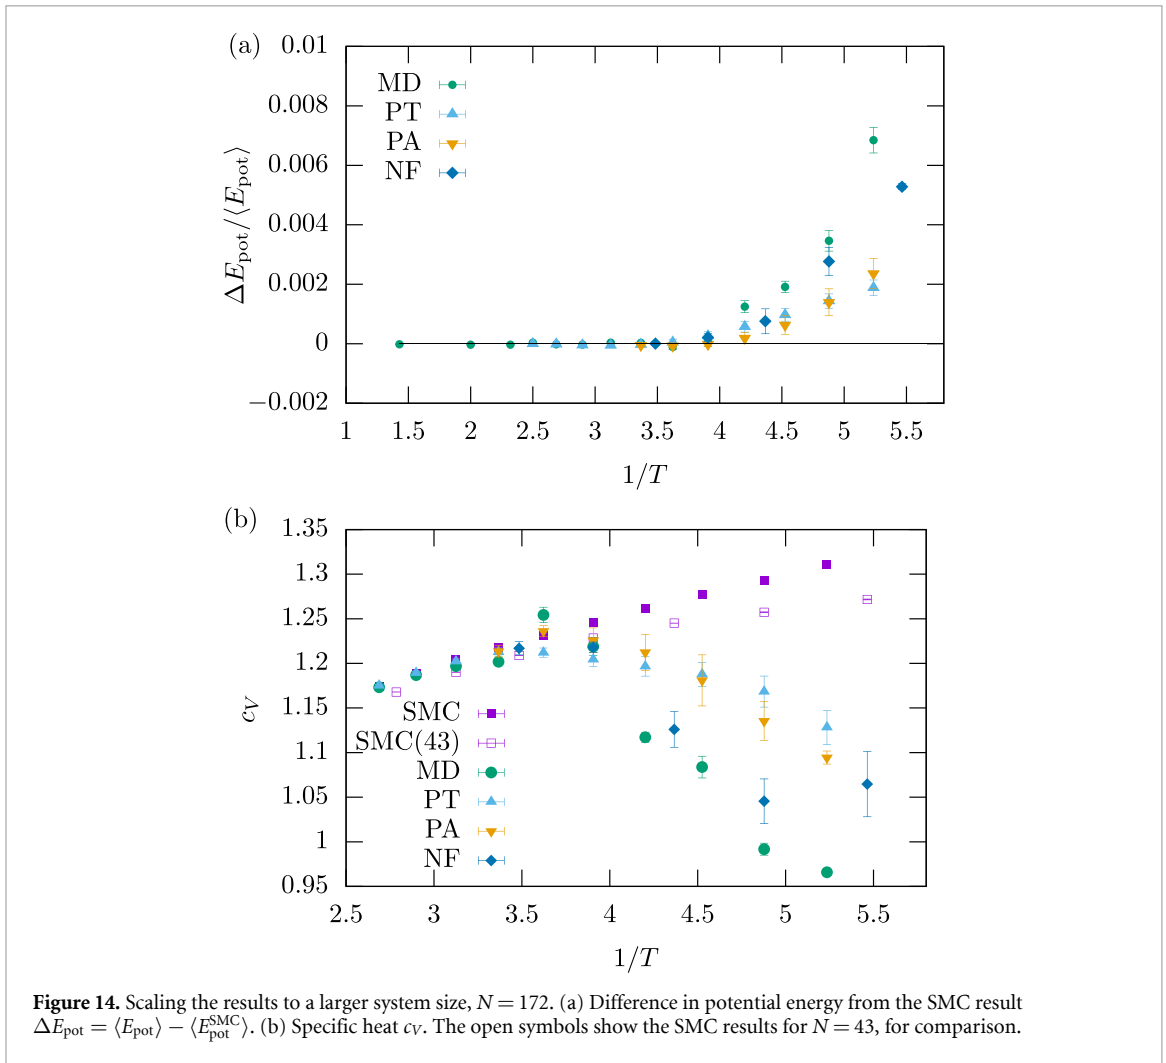 (a)
0.01
0.008
0.006
0.004
0.002
0
−0.002
ΔE_pot/⟨E_pot⟩
MD
PT
PA
NF
1 1.5 2 2.5 3 3.5 4 4.5 5 5.5
1/T
(b)
1.35
1.3
1.25
1.2
1.15
1.1
1.05
1
0.95
c_V
SMC
SMC(43)
MD
PT
PA
NF
2.5 3 3.5 4 4.5 5 5.5
1/T
Figure 14. Scaling the results to a larger system size, N = 172. (a) Difference in potential energy from the SMC result
ΔE_pot = ⟨E_pot⟩ − ⟨E_pot^SMC⟩. (b) Specific heat c_V. The open symbols show the SMC results for N = 43, for comparison.